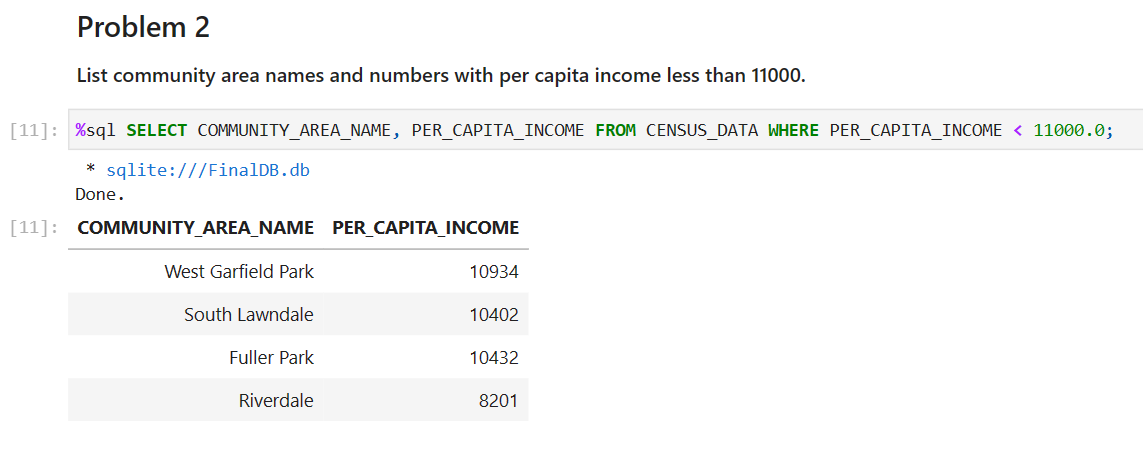 Problem 2
List community area names and numbers with per capita income less than 11000.
[11]: %sql SELECT COMMUNITY_AREA_NAME, PER_CAPITA_INCOME FROM CENSUS_DATA WHERE PER_CAPITA_INCOME < 11000.0;
* sqlite:///FinalDB.db
Done.
[11]: COMMUNITY_AREA_NAME PER_CAPITA_INCOME
West Garfield Park 10934
South Lawndale 10402
Fuller Park 10432
Riverdale 8201